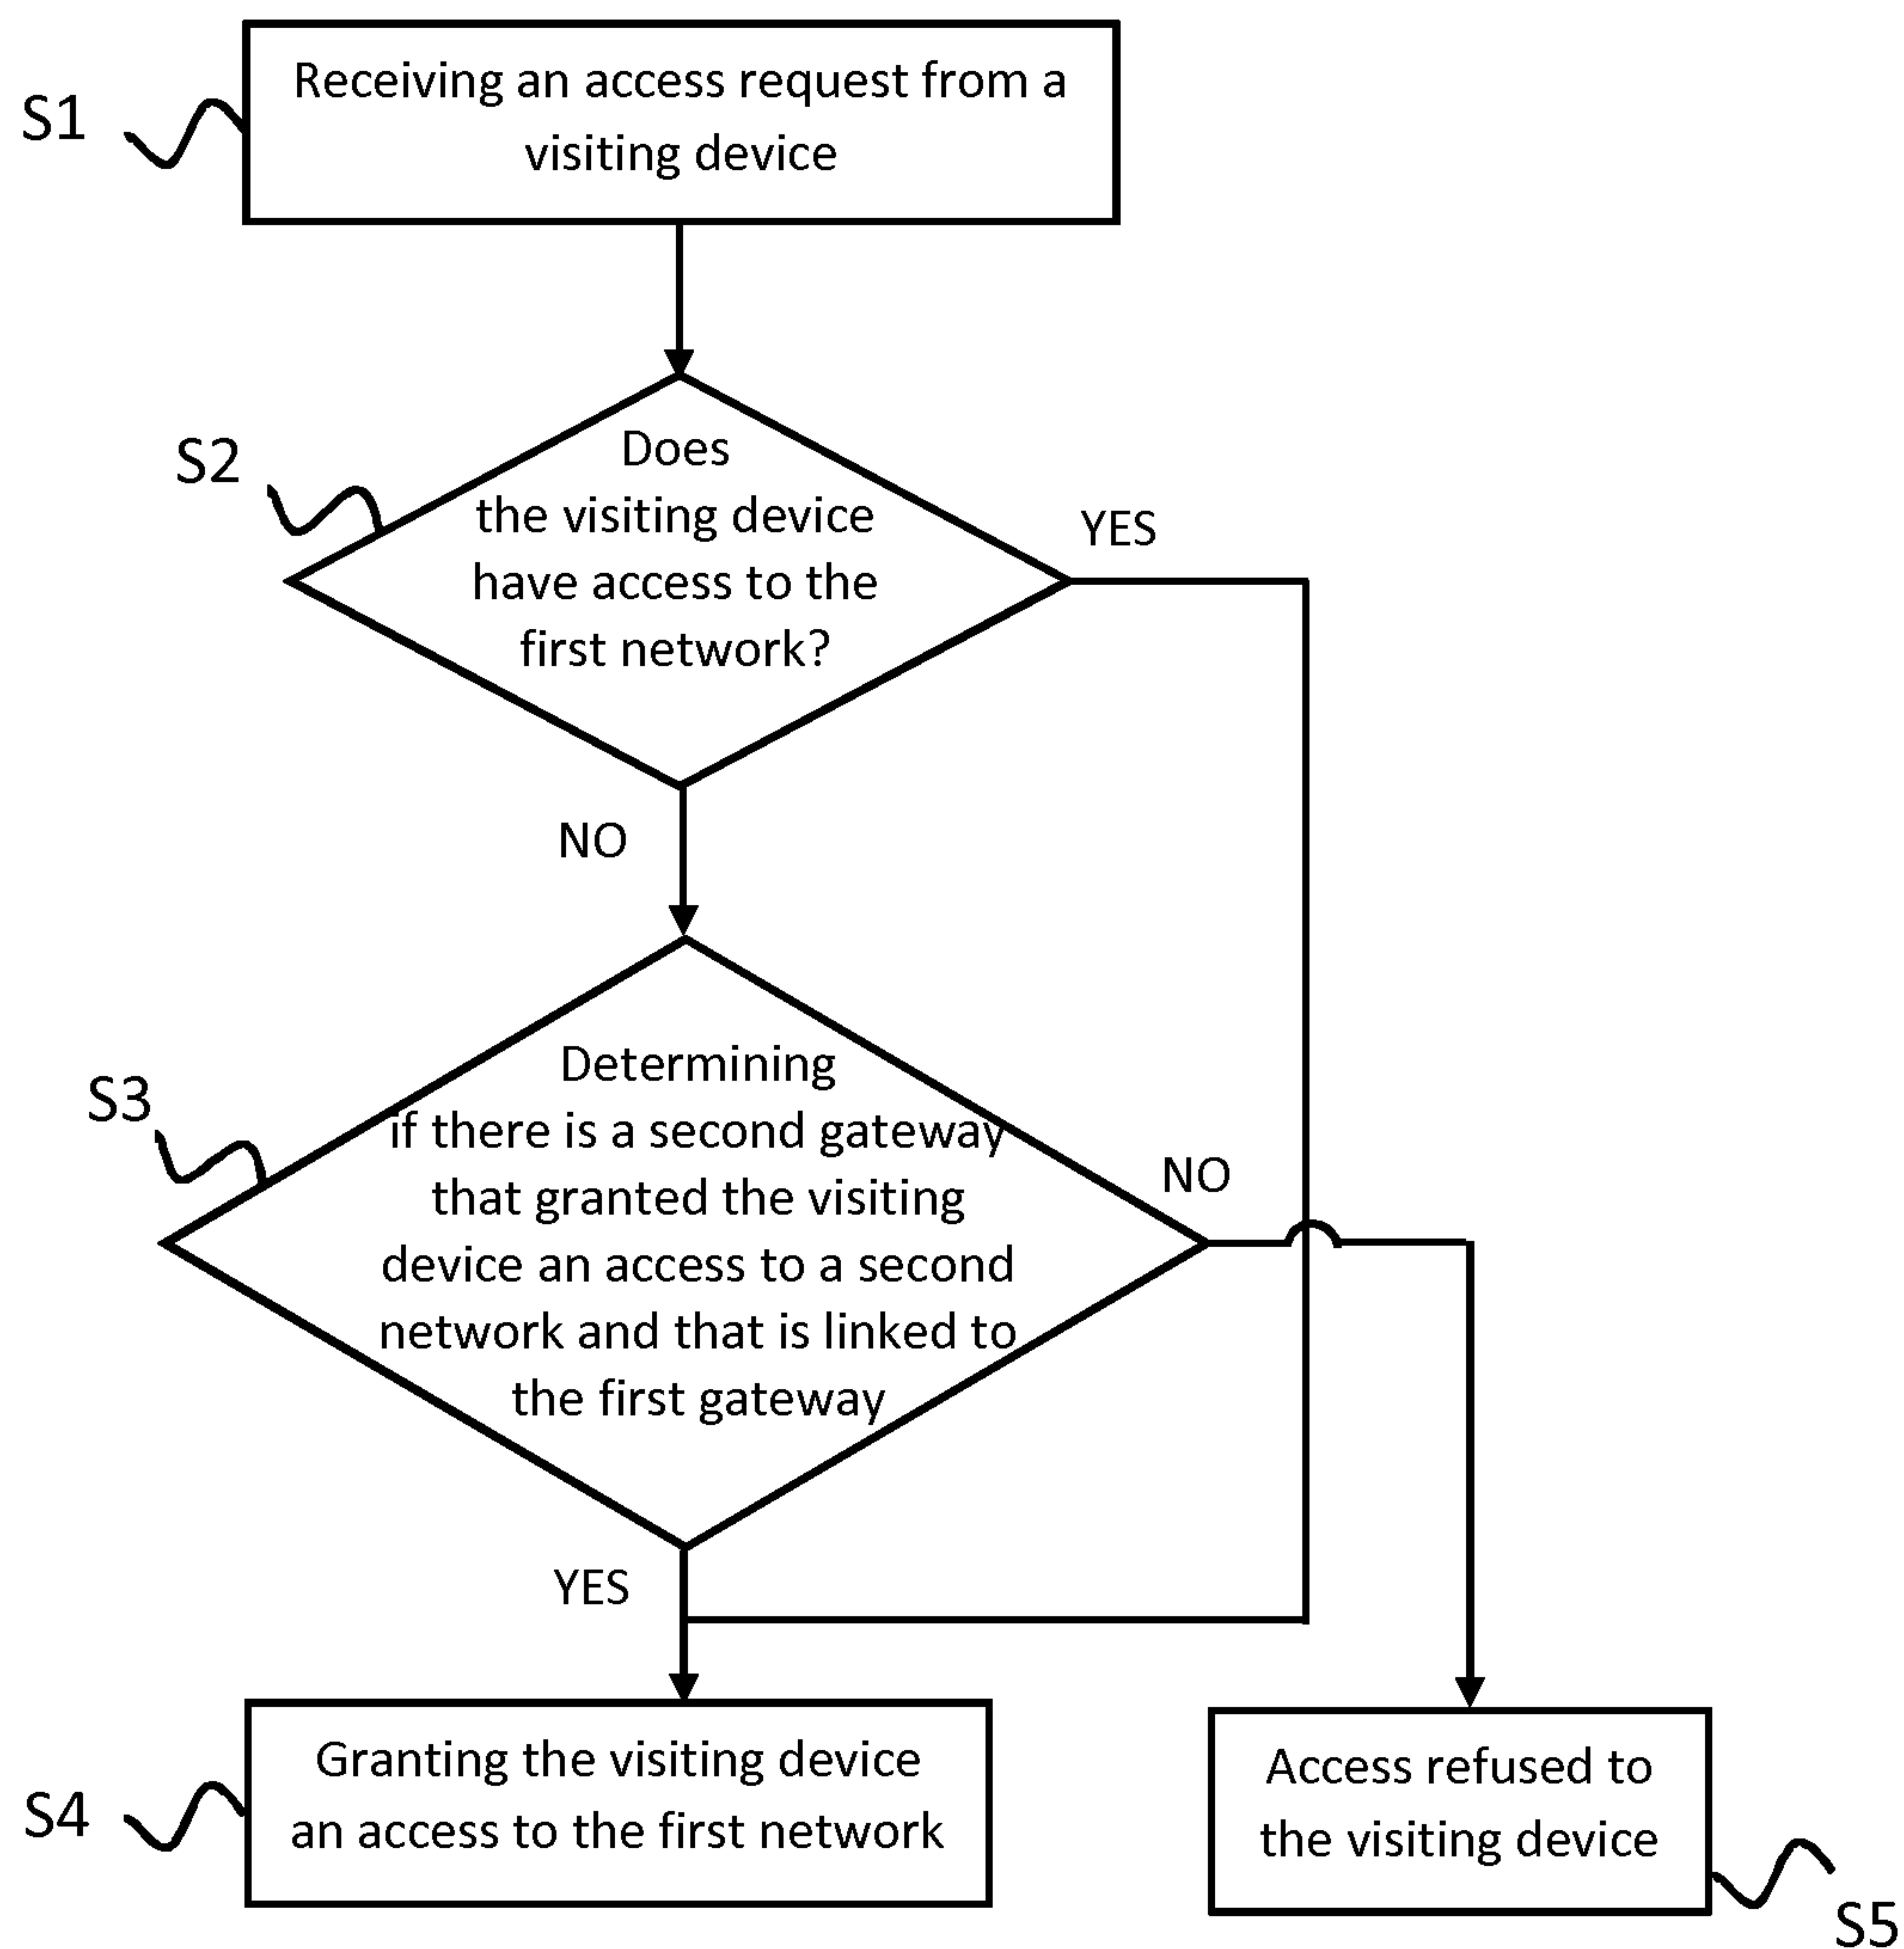 S1
Receiving an access request from a
visiting device
S2
Does
the visiting device
have access to the
first network?
YES
NO
S3
Determining
if there is a second gateway
that granted the visiting
device an access to a second
network and that is linked to
the first gateway
NO
YES
S4
Granting the visiting device
an access to the first network
Access refused to
the visiting device
S5